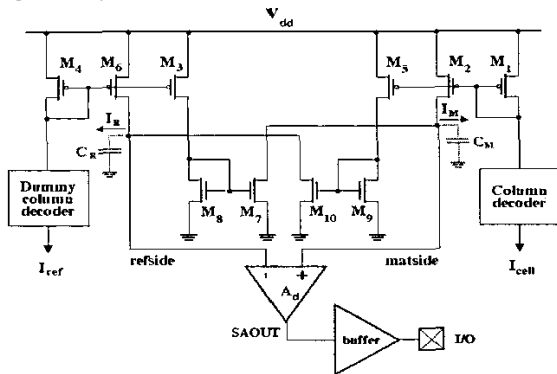 V_dd
M_4 M_6 M_3 M_5 M_2 M_1
I_R I_M
C_R C_M
M_8 M_7 M_10 M_9
Dummy column decoder
Column decoder
I_ref refside matside I_cell
- +
A_d
SAOUT buffer I/O